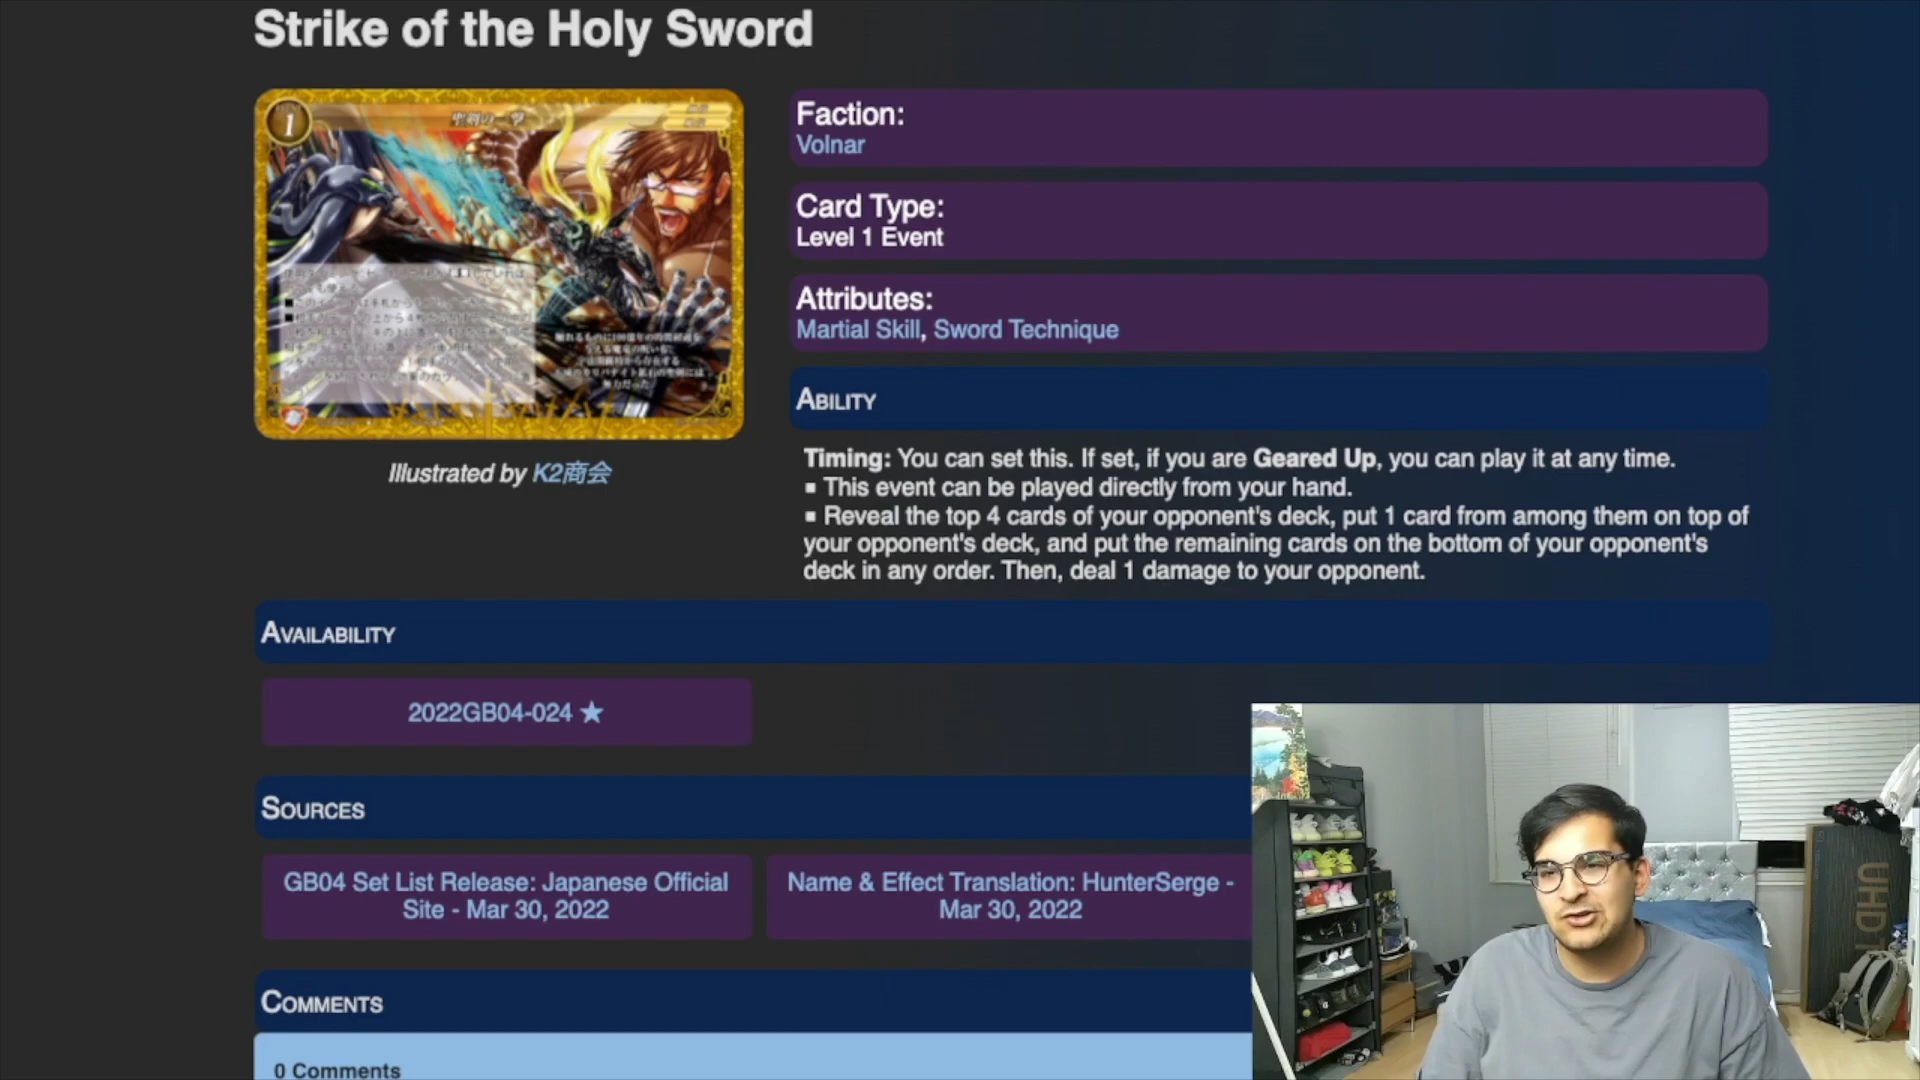 Strike of the Holy Sword
1
聖剣の一撃
Faction:
Volnar
Card Type:
Level 1 Event
Attributes:
Martial Skill, Sword Technique
ABILITY
Illustrated by K2商会
Timing: You can set this. If set, if you are Geared Up, you can play it at any time.
▪ This event can be played directly from your hand.
▪ Reveal the top 4 cards of your opponent's deck, put 1 card from among them on top of
your opponent's deck, and put the remaining cards on the bottom of your opponent's
deck in any order. Then, deal 1 damage to your opponent.
AVAILABILITY
2022GB04-024 ★
SOURCES
GB04 Set List Release: Japanese Official
Site - Mar 30, 2022
Name & Effect Translation: HunterSerge -
Mar 30, 2022
COMMENTS
0 Comments